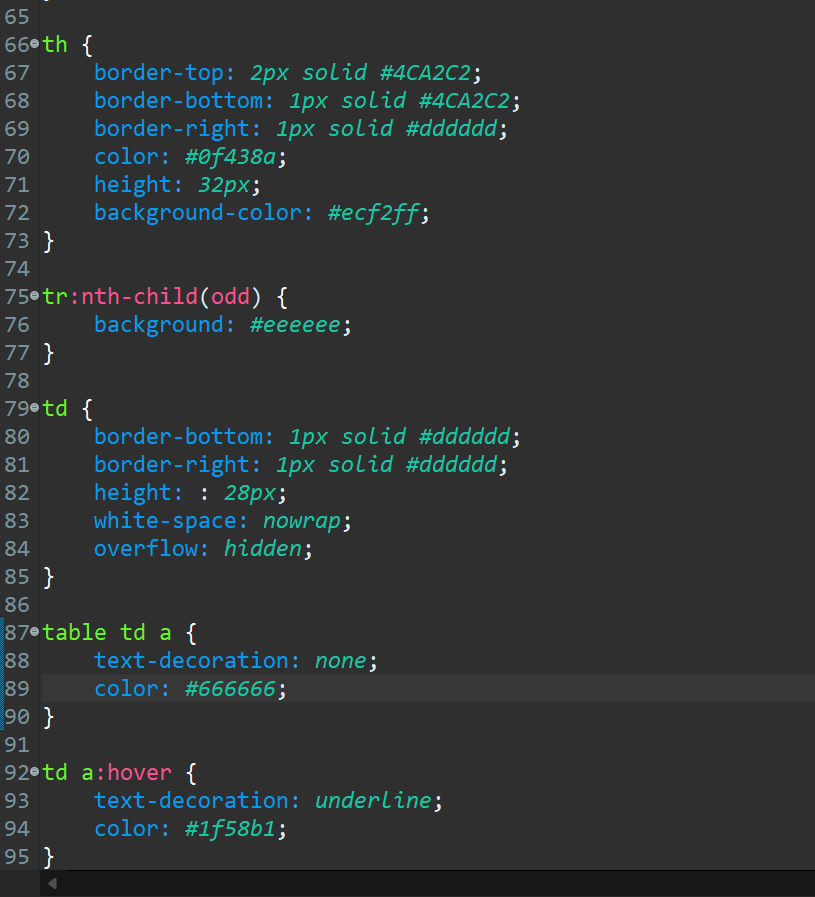 65
66 th {
67     border-top: 2px solid #4CA2C2;
68     border-bottom: 1px solid #4CA2C2;
69     border-right: 1px solid #dddddd;
70     color: #0f438a;
71     height: 32px;
72     background-color: #ecf2ff;
73 }
74
75 tr:nth-child(odd) {
76     background: #eeeeee;
77 }
78
79 td {
80     border-bottom: 1px solid #dddddd;
81     border-right: 1px solid #dddddd;
82     height: : 28px;
83     white-space: nowrap;
84     overflow: hidden;
85 }
86
87 table td a {
88     text-decoration: none;
89     color: #666666;
90 }
91
92 td a:hover {
93     text-decoration: underline;
94     color: #1f58b1;
95 }